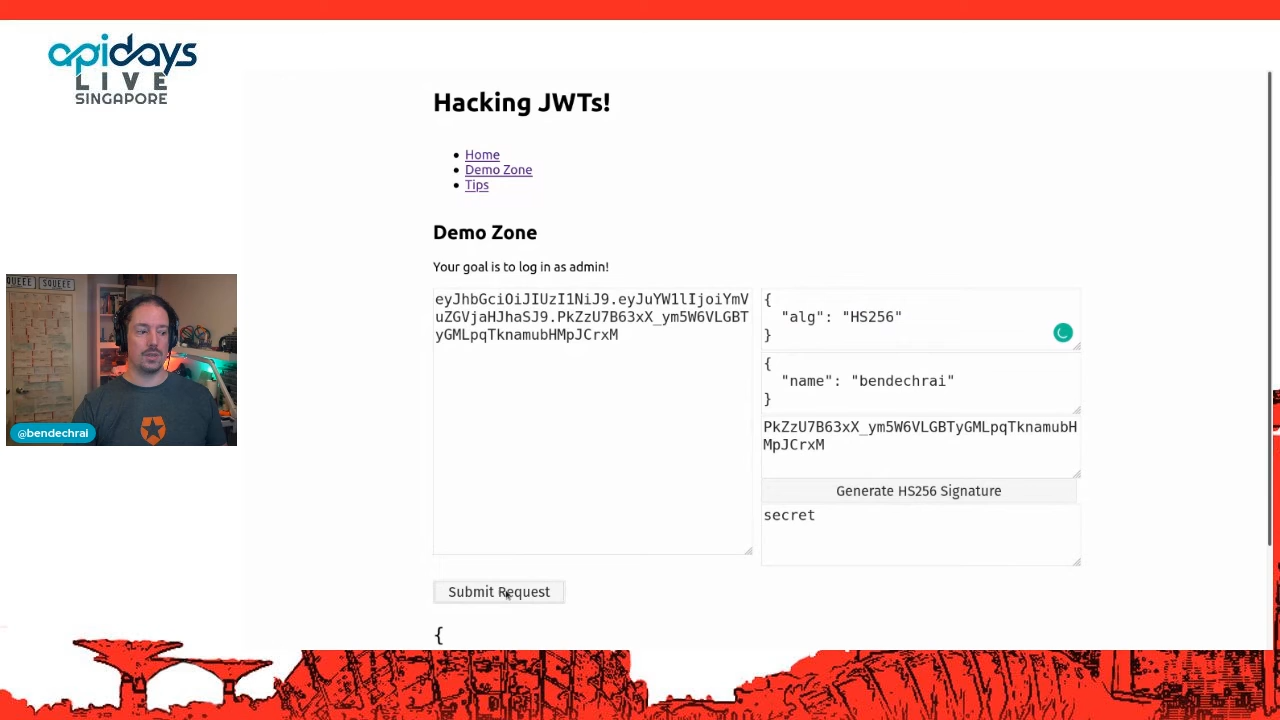 apidays
LIVE
SINGAPORE
Hacking JWTs!
Home
Demo Zone
Tips
Demo Zone
Your goal is to log in as admin!
eyJhbGciOiJIUzI1NiJ9.eyJuYW1lIjoiYmV
uZGVjaHJhaSJ9.PkZzU7B63xX_ym5W6VLGBT
yGMLpqTknamubHMpJCrxM
{
"alg": "HS256"
}
{
"name": "bendechrai"
}
PkZzU7B63xX_ym5W6VLGBTyGMLpqTknamubH
MpJCrxM
Generate HS256 Signature
secret
Submit Request
{
SQUEEE
@bendechrai